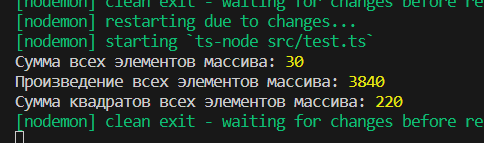 [nodemon] clean exit - waiting for changes before re
[nodemon] restarting due to changes...
[nodemon] starting `ts-node src/test.ts`
Сумма всех элементов массива: 30
Произведение всех элементов массива: 3840
Сумма квадратов всех элементов массива: 220
[nodemon] clean exit - waiting for changes before re